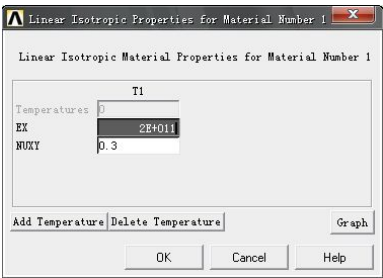 Linear Isotropic Properties for Material Number 1
Linear Isotropic Material Properties for Material Number 1
T1
Temperatures 0
EX 2E+011
NUXY 0.3
Add Temperature Delete Temperature Graph
OK Cancel Help